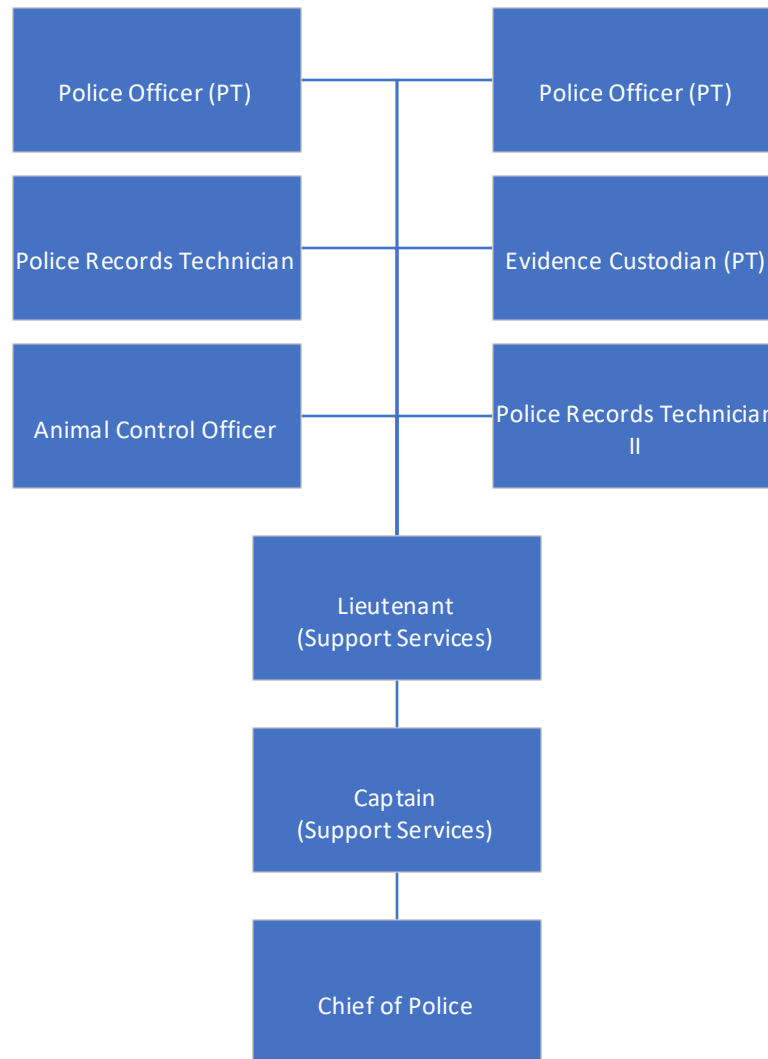 Police Officer (PT)
Police Officer (PT)
Police Records Technician
Evidence Custodian (PT)
Animal Control Officer
Police Records Technician
II
Lieutenant
(Support Services)
Captain
(Support Services)
Chief of Police